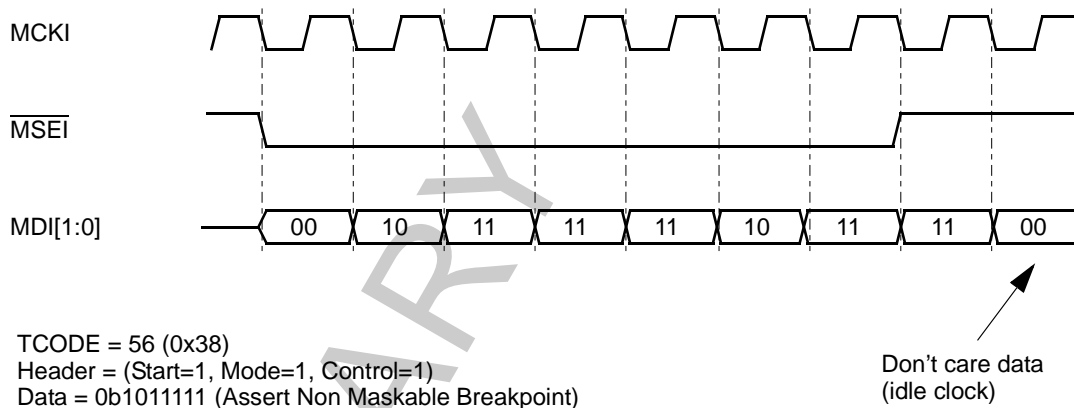 MCKI
MSEI
MDI[1:0]
00 10 11 11 11 10 11 11 00
TCODE = 56 (0x38)
Header = (Start=1, Mode=1, Control=1)
Data = 0b1011111 (Assert Non Maskable Breakpoint)
Don't care data
(idle clock)
ARY